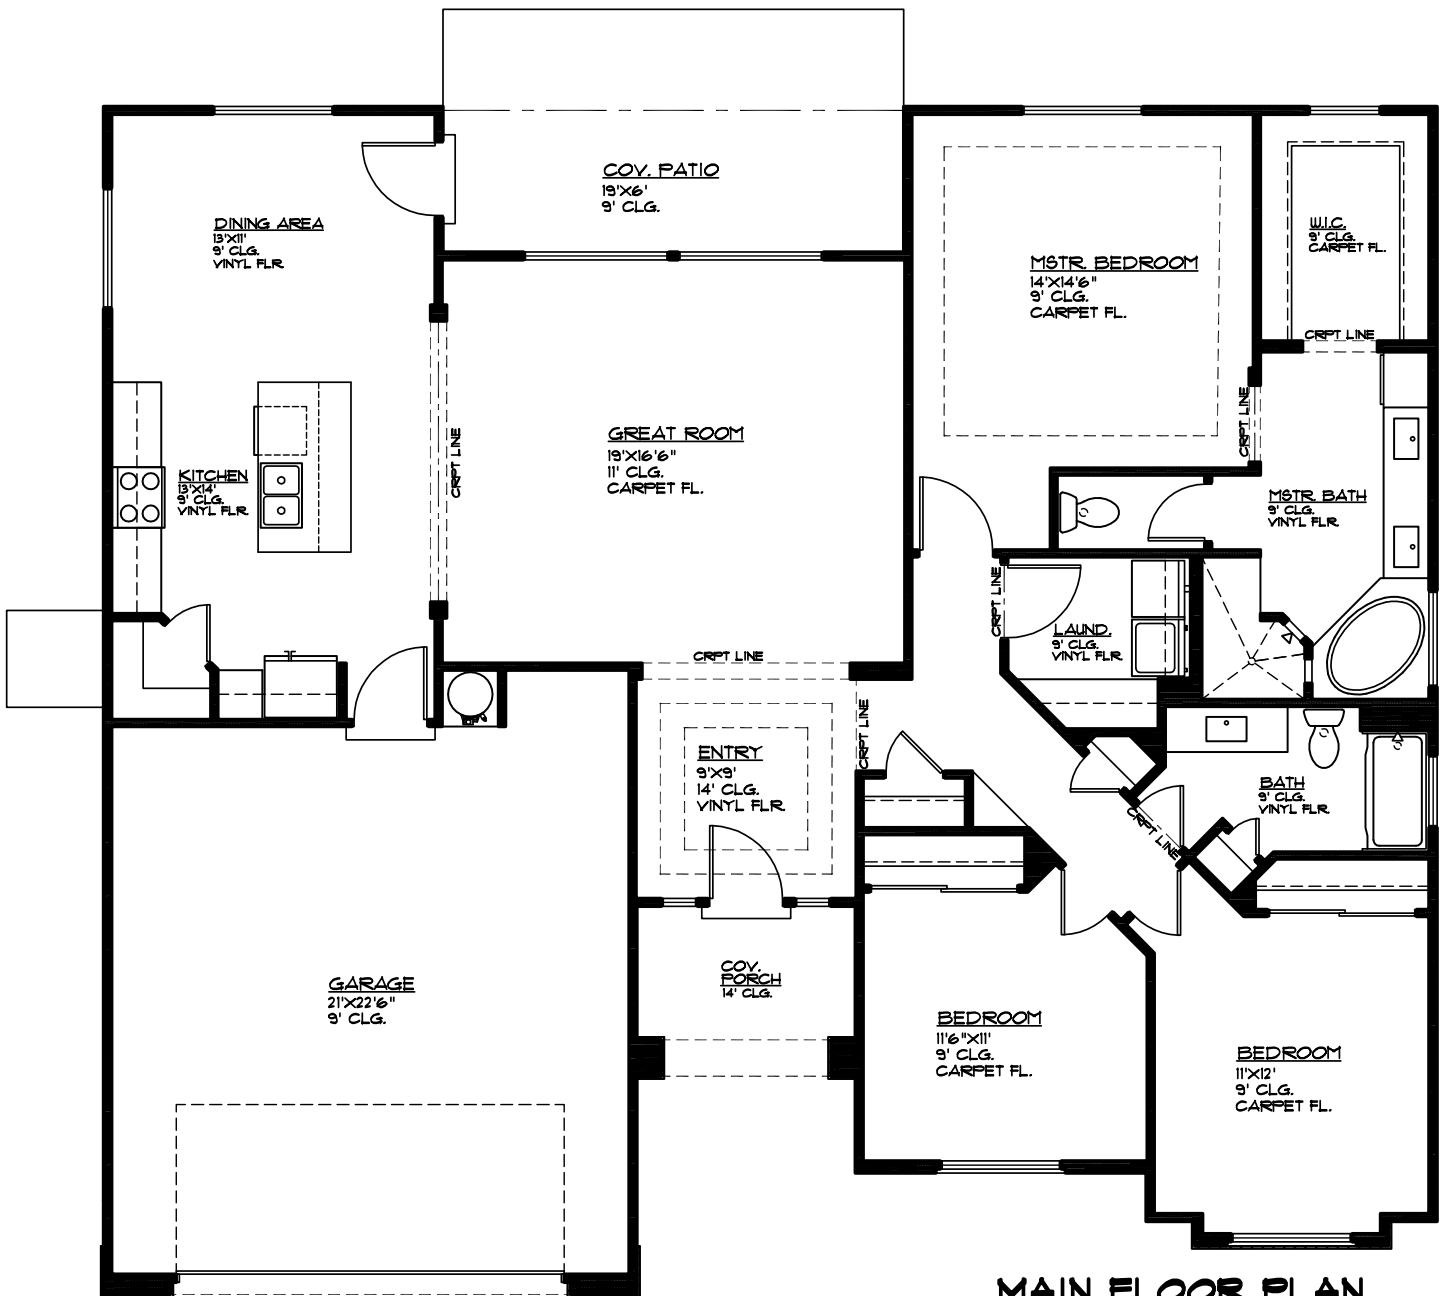 COV. PATIO
19'X6'
9' CLG.
DINING AREA
13'X11'
9' CLG.
VINYL FLR.
MSTR. BEDROOM
14'X14'6"
9' CLG.
CARPET FL.
W.I.C.
9' CLG.
CARPET FL.
CRPT LINE
CRPT LINE
CRPT LINE
GREAT ROOM
19'X16'6"
11' CLG.
CARPET FL.
KITCHEN
13'X14'
9' CLG.
VINYL FLR.
MSTR. BATH
9' CLG.
VINYL FLR.
CRPT LINE
LAUND.
9' CLG.
VINYL FLR.
CRPT LINE
CRPT LINE
ENTRY
9'X9'
14' CLG.
VINYL FLR.
BATH
9' CLG.
VINYL FLR.
CRPT LINE
COV.
PORCH
14' CLG.
GARAGE
21'X22'6"
9' CLG.
BEDROOM
11'6"X11'
9' CLG.
CARPET FL.
BEDROOM
11'X12'
9' CLG.
CARPET FL.
MAIN FLOOR PLAN